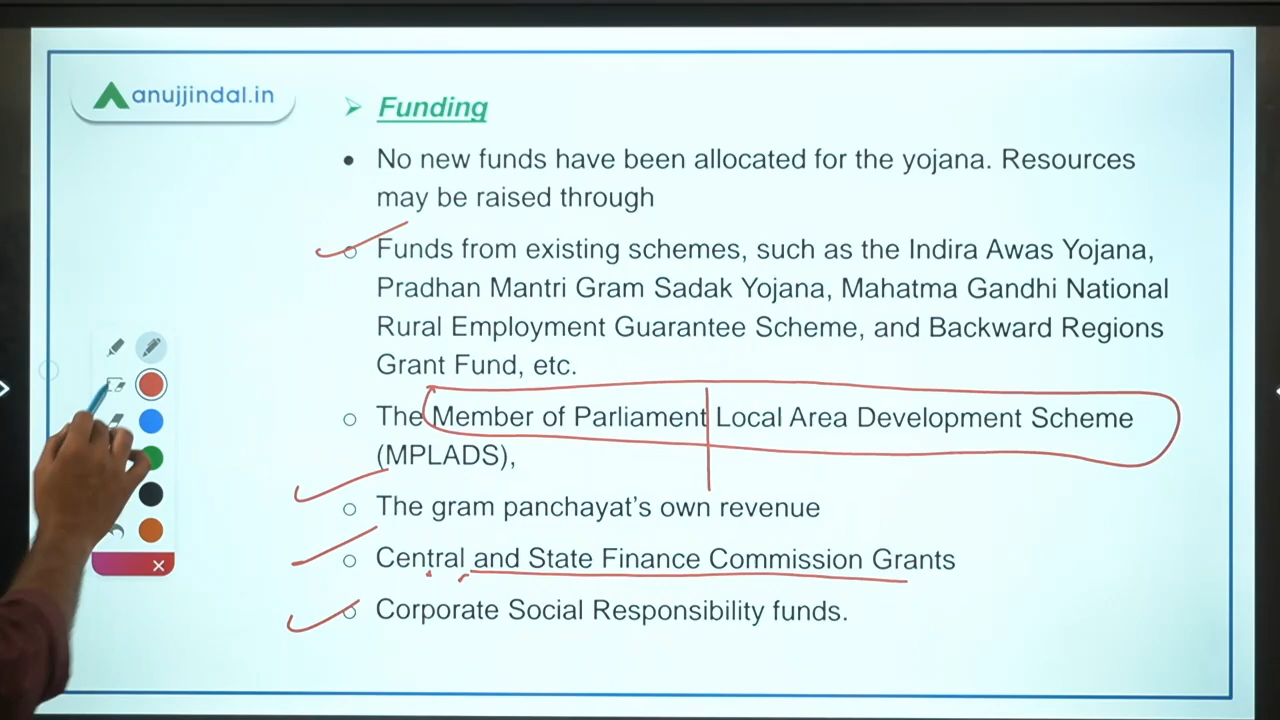 anujjindal.in
Funding
No new funds have been allocated for the yojana. Resources
may be raised through
Funds from existing schemes, such as the Indira Awas Yojana,
Pradhan Mantri Gram Sadak Yojana, Mahatma Gandhi National
Rural Employment Guarantee Scheme, and Backward Regions
Grant Fund, etc.
The Member of Parliament Local Area Development Scheme
(MPLADS),
The gram panchayat's own revenue
Central and State Finance Commission Grants
Corporate Social Responsibility funds.